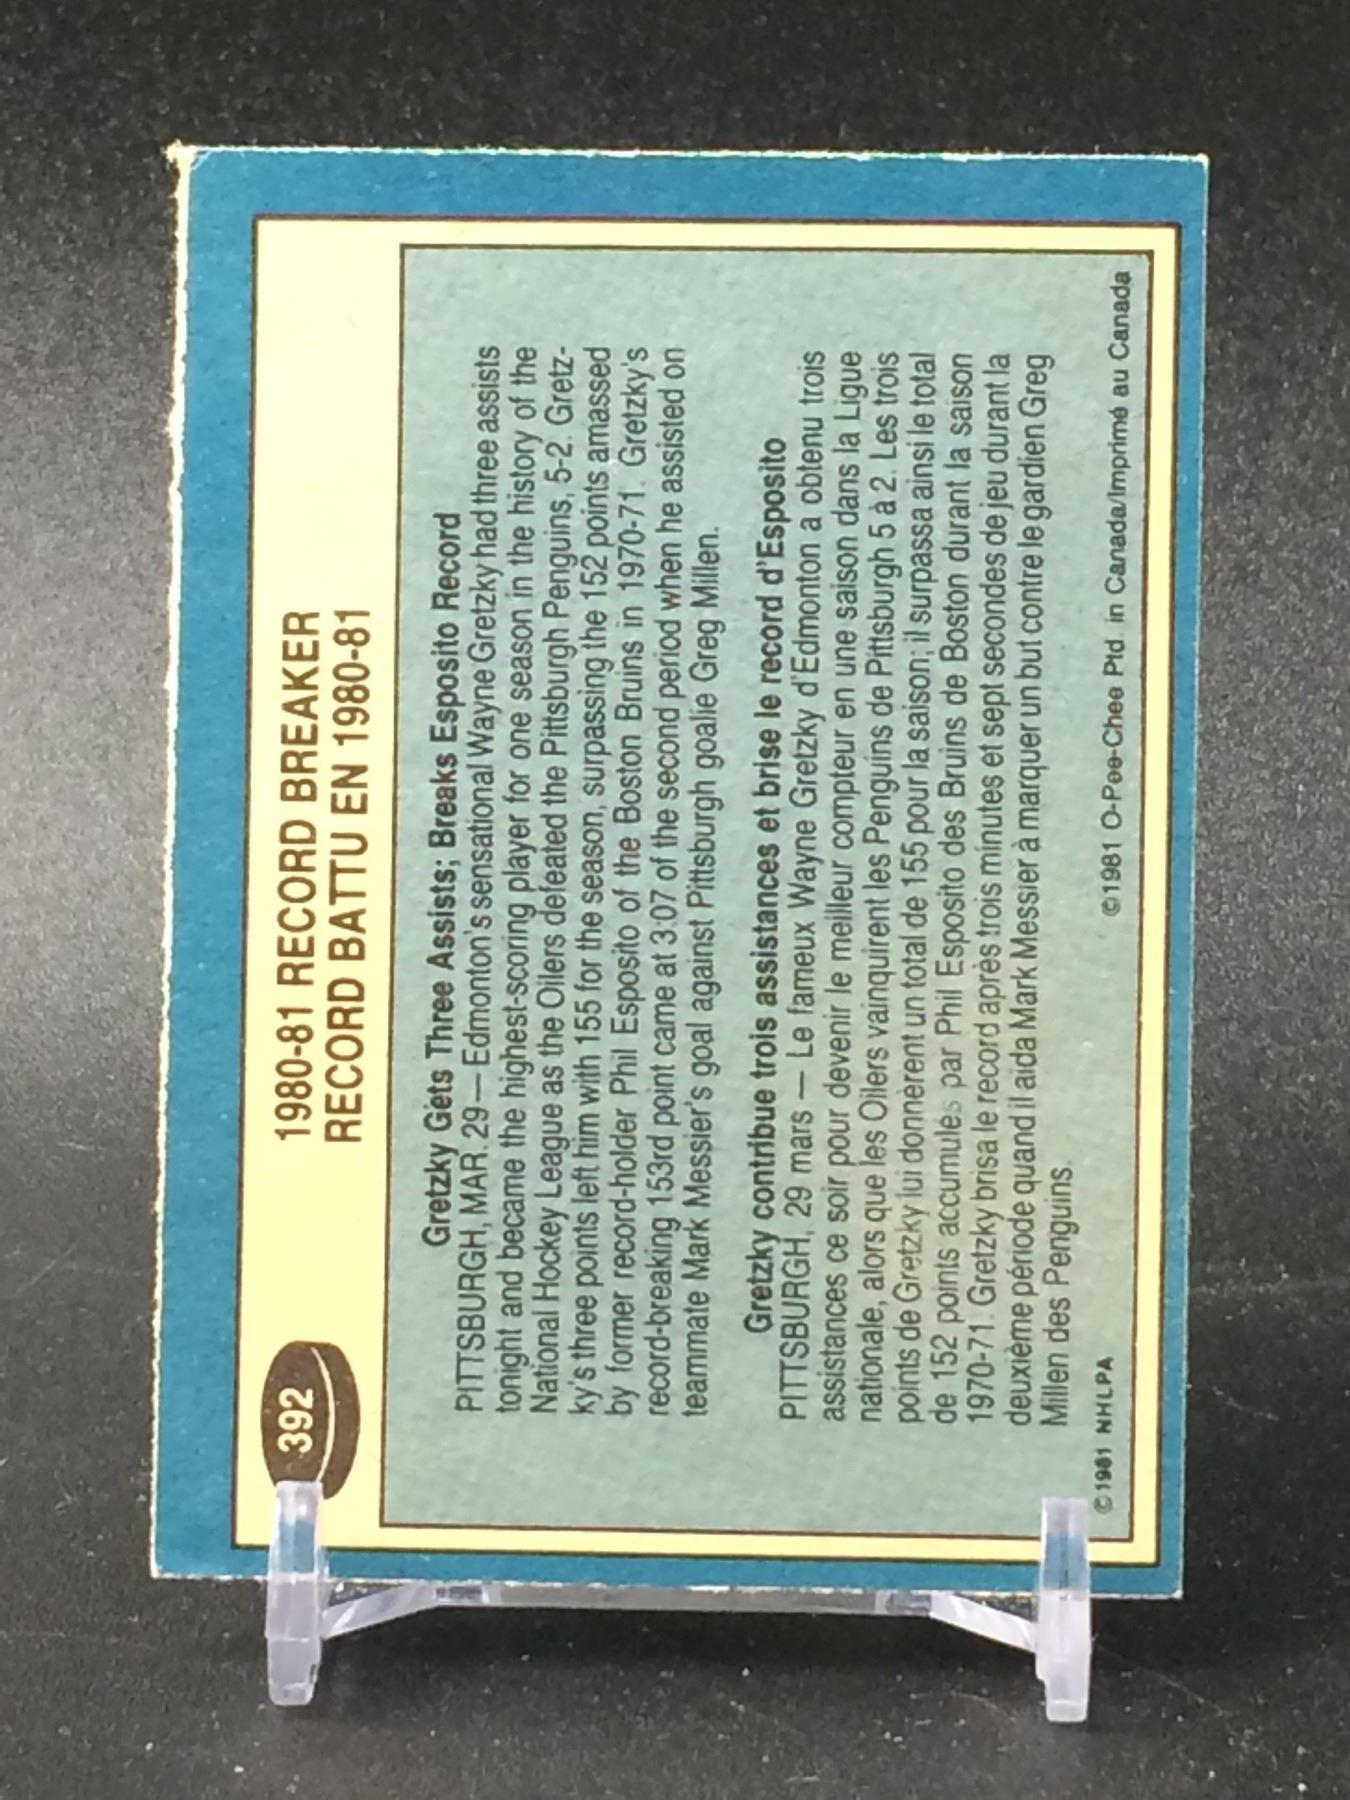 392
1980-81 RECORD BREAKER
RECORD BATTU EN 1980-81
Gretzky Gets Three Assists; Breaks Esposito Record
PITTSBURGH, MAR. 29—Edmonton's sensational Wayne Gretzky had three assists
tonight and became the highest-scoring player for one season in the history of the
National Hockey League as the Oilers defeated the Pittsburgh Penguins, 5-2. Gretz-
ky's three points left him with 155 for the season, surpassing the 152 points amassed
by former record-holder Phil Esposito of the Boston Bruins in 1970-71. Gretzky's
record-breaking 153rd point came at 3:07 of the second period when he assisted on
teammate Mark Messier's goal against Pittsburgh goalie Greg Millen.
Gretzky contribue trois assistances et brise le record d'Esposito
PITTSBURGH, 29 mars — Le fameux Wayne Gretzky d'Edmonton a obtenu trois
assistances ce soir pour devenir le meilleur compteur en une saison dans la Ligue
nationale, alors que les Oilers vainquirent les Penguins de Pittsburgh 5 à 2. Les trois
points de Gretzky lui donnèrent un total de 155 pour la saison; il surpassa ainsi le total
de 152 points accumulés par Phil Esposito des Bruins de Boston durant la saison
1970-71. Gretzky brisa le record après trois minutes et sept secondes de jeu durant la
deuxième période quand il aida Mark Messier à marquer un but contre le gardien Greg
Millen des Penguins.
©1981 NHLPA ©1981 O-Pee-Chee Ptd in Canada/Imprimé au Canada